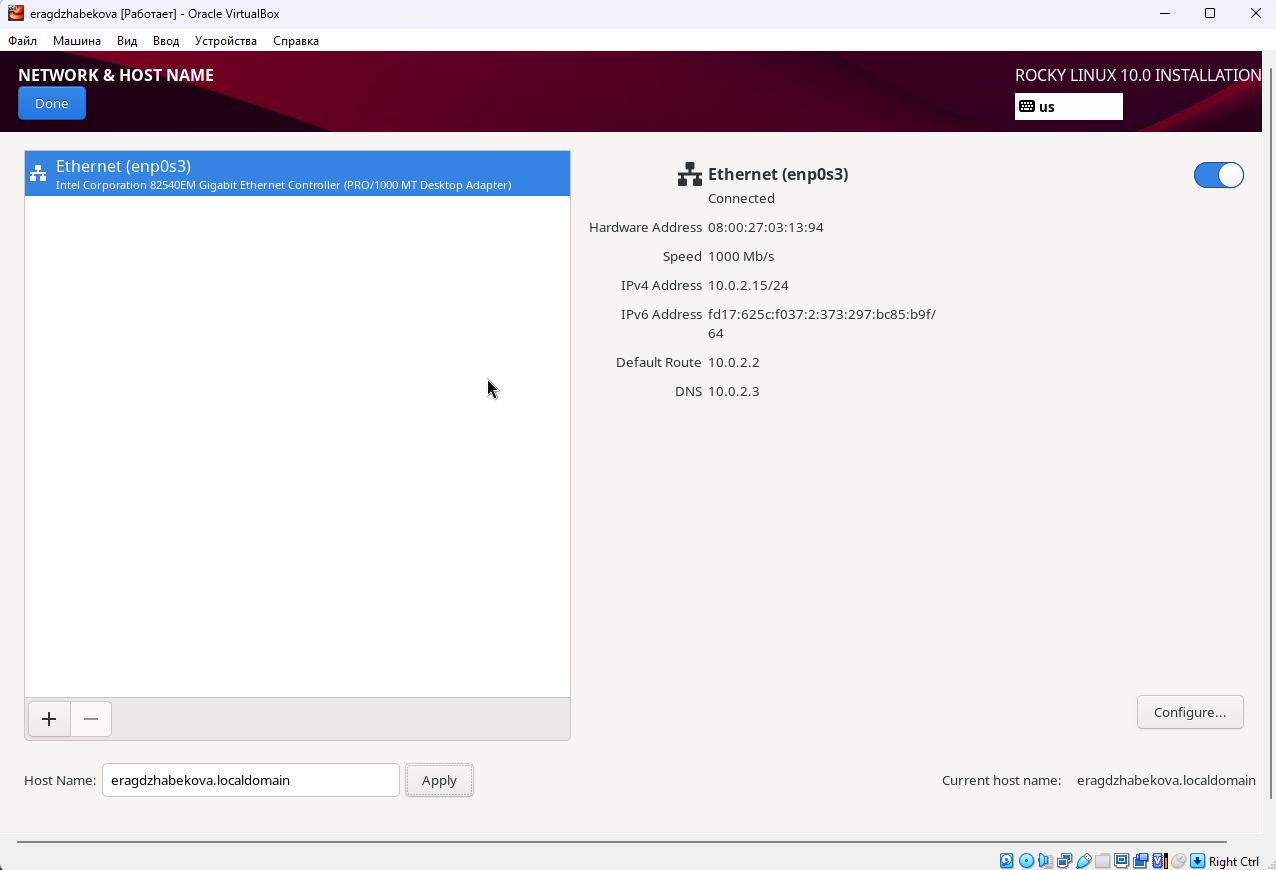 eragdzhabekova [Работает] - Oracle VirtualBox
Файл Машина Вид Ввод Устройства Справка
NETWORK & HOST NAME
ROCKY LINUX 10.0 INSTALLATION
Done
us
Ethernet (enp0s3)
Intel Corporation 82540EM Gigabit Ethernet Controller (PRO/1000 MT Desktop Adapter)
Ethernet (enp0s3)
Connected
Hardware Address 08:00:27:03:13:94
Speed 1000 Mb/s
IPv4 Address 10.0.2.15/24
IPv6 Address fd17:625c:f037:2:373:297:bc85:b9f/
64
Default Route 10.0.2.2
DNS 10.0.2.3
Configure...
Host Name: eragdzhabekova.localdomain Apply
Current host name: eragdzhabekova.localdomain
Right Ctrl